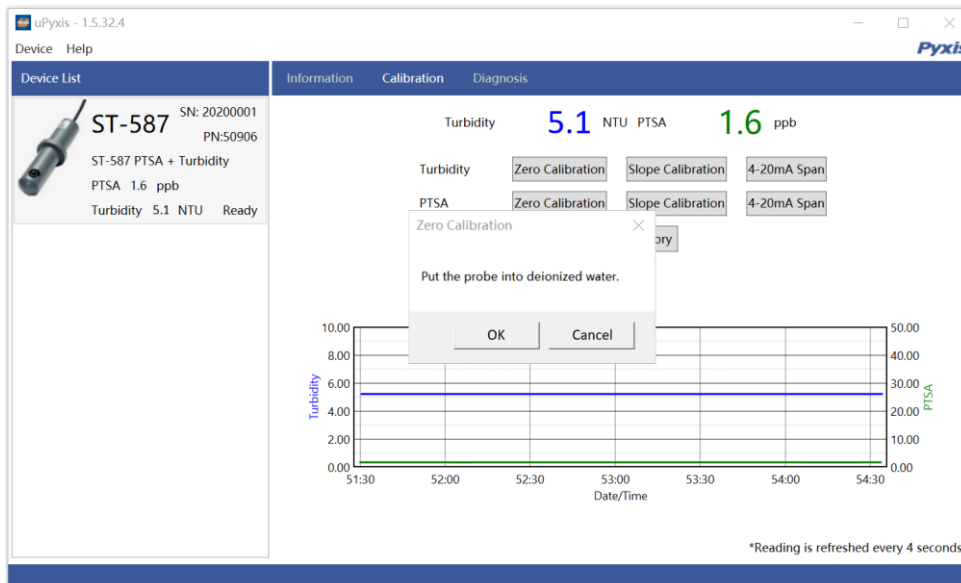 uPyxis - 1.5.32.4
Device Help
Pyxis
Device List
Information Calibration Diagnosis
ST-587
SN: 20200001
PN:50906
ST-587 PTSA + Turbidity
PTSA 1.6 ppb
Turbidity 5.1 NTU Ready
Turbidity 5.1 NTU PTSA 1.6 ppb
Turbidity Zero Calibration Slope Calibration 4-20mA Span
PTSA Zero Calibration Slope Calibration 4-20mA Span
Zero Calibration
Put the probe into deionized water.
OK Cancel
10.00
8.00
6.00
4.00
2.00
0.00
Turbidity
50.00
40.00
30.00
20.00
10.00
0.00
PTSA
51:30 52:00 52:30 53:00 53:30 54:00 54:30
Date/Time
*Reading is refreshed every 4 seconds